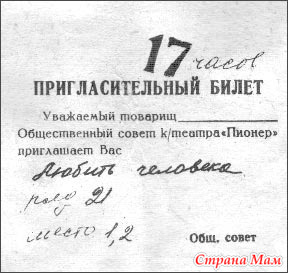 17 часов
ПРИГЛАСИТЕЛЬНЫЙ БИЛЕТ
Уважаемый товарищ
Общественный совет к/театра «Пионер»
приглашает Вас
Любить человека
ряд 21
место 1,2
Общ. совет
Страна Мам